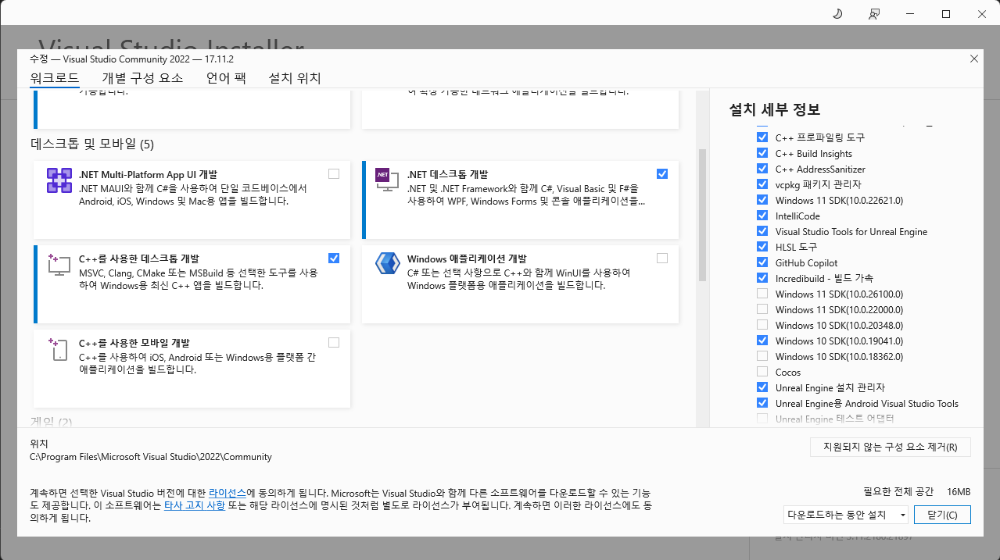 Visual Studio Installer
수정 — Visual Studio Community 2022 — 17.11.2
워크로드 개별 구성 요소 언어 팩 설치 위치
데스크톱 및 모바일 (5)
.NET Multi-Platform App UI 개발
.NET MAUI와 함께 C#을 사용하여 단일 코드베이스에서
Android, iOS, Windows 및 Mac용 앱을 빌드합니다.
.NET
.NET 데스크톱 개발
.NET 및 .NET Framework와 함께 C#, Visual Basic 및 F#을
사용하여 WPF, Windows Forms 및 콘솔 애플리케이션을...
C++를 사용한 데스크톱 개발
MSVC, Clang, CMake 또는 MSBuild 등 선택한 도구를 사용
하여 Windows용 최신 C++ 앱을 빌드합니다.
Windows 애플리케이션 개발
C# 또는 선택 사항으로 C++와 함께 WinUI를 사용하여
Windows 플랫폼용 애플리케이션을 빌드합니다.
C++를 사용한 모바일 개발
C++를 사용하여 iOS, Android 또는 Windows용 플랫폼 간
애플리케이션을 빌드합니다.
게임 (2)
설치 세부 정보
C++ 프로파일링 도구
C++ Build Insights
C++ AddressSanitizer
vcpkg 패키지 관리자
Windows 11 SDK(10.0.22621.0)
IntelliCode
Visual Studio Tools for Unreal Engine
HLSL 도구
GitHub Copilot
Incredibuild - 빌드 가속
Windows 11 SDK(10.0.26100.0)
Windows 11 SDK(10.0.22000.0)
Windows 10 SDK(10.0.20348.0)
Windows 10 SDK(10.0.19041.0)
Windows 10 SDK(10.0.18362.0)
Cocos
Unreal Engine 설치 관리자
Unreal Engine용 Android Visual Studio Tools
Unreal Engine 테스트 어댑터
위치
C:\Program Files\Microsoft Visual Studio\2022\Community
지원되지 않는 구성 요소 제거(R)
계속하면 선택한 Visual Studio 버전에 대한 라이선스에 동의하게 됩니다. Microsoft는 Visual Studio와 함께 다른 소프트웨어를 다운로드할 수 있는 기능
도 제공합니다. 이 소프트웨어는 타사 고지 사항 또는 해당 라이선스에 명시된 것처럼 별도로 라이선스가 부여됩니다. 계속하면 이러한 라이선스에도 동
의하게 됩니다.
필요한 전체 공간 16MB
다운로드하는 동안 설치
닫기(C)